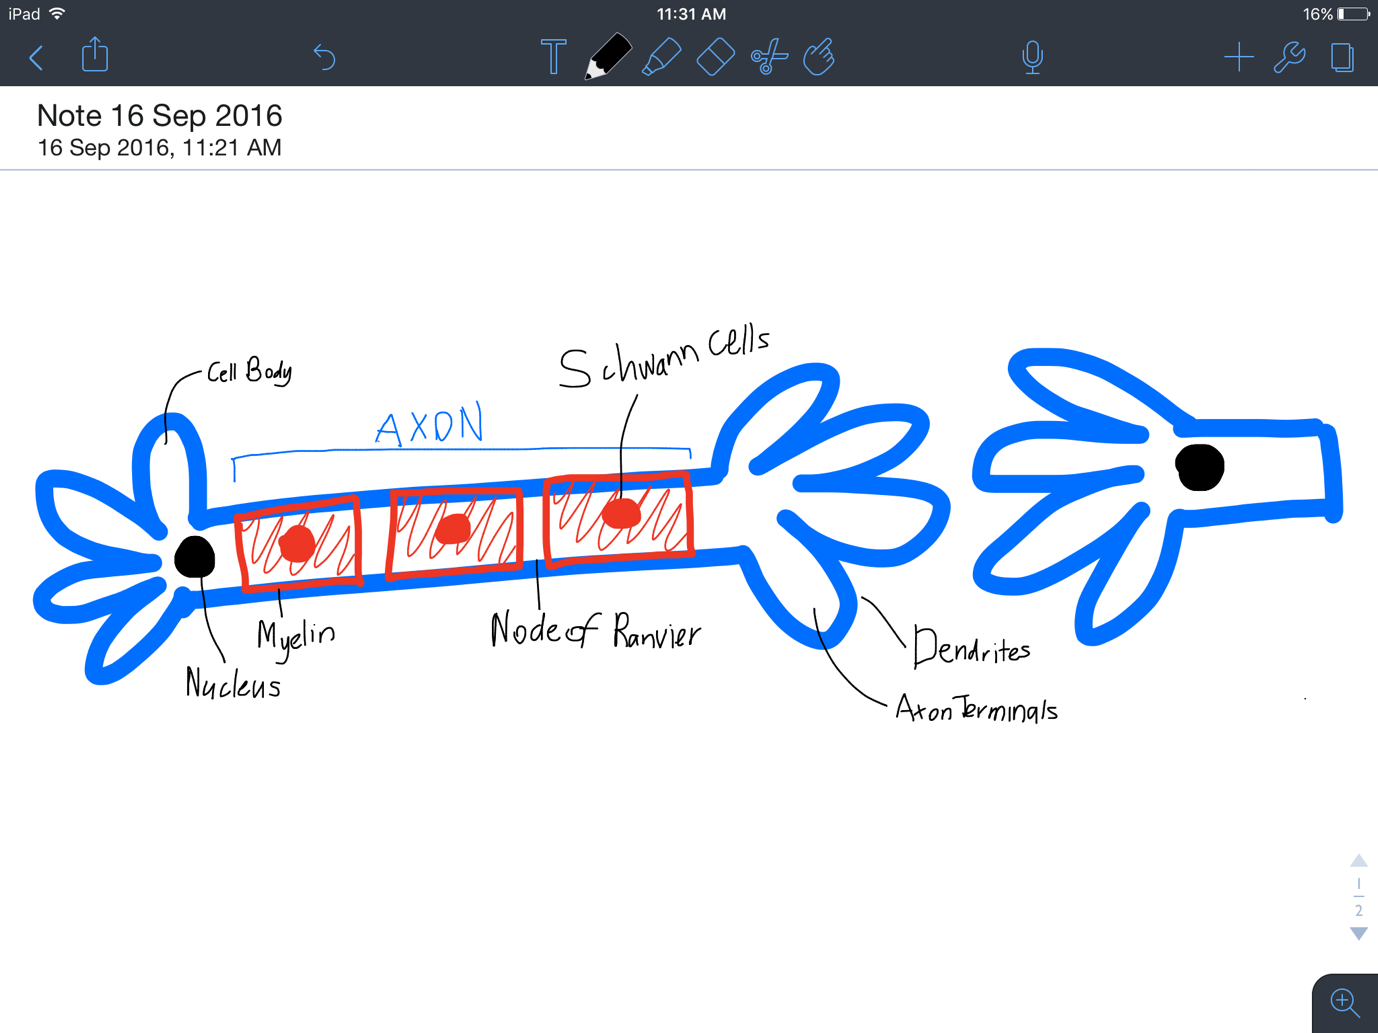 iPad
11:31 AM
16%
T
Note 16 Sep 2016
16 Sep 2016, 11:21 AM
Schwann Cells
Cell Body
AXON
Myelin
Node of Ranvier
Nucleus
Dendrites
Axon Terminals
1
2